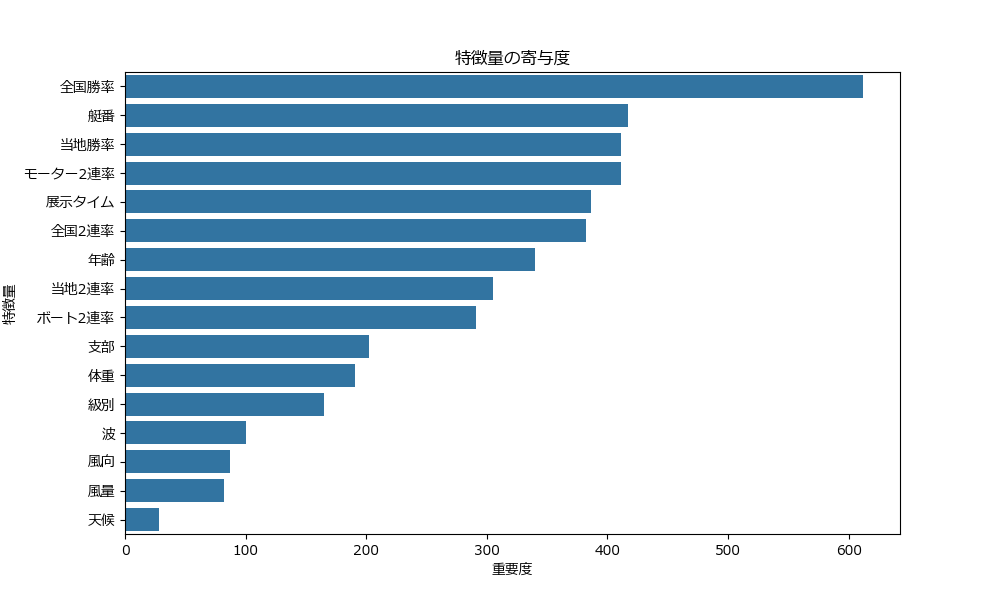 特徴量の寄与度
特徴量
全国勝率
艇番
当地勝率
モーター2連率
展示タイム
全国2連率
年齢
当地2連率
ボート2連率
支部
体重
級別
波
風向
風量
天候
0 100 200 300 400 500 600
重要度